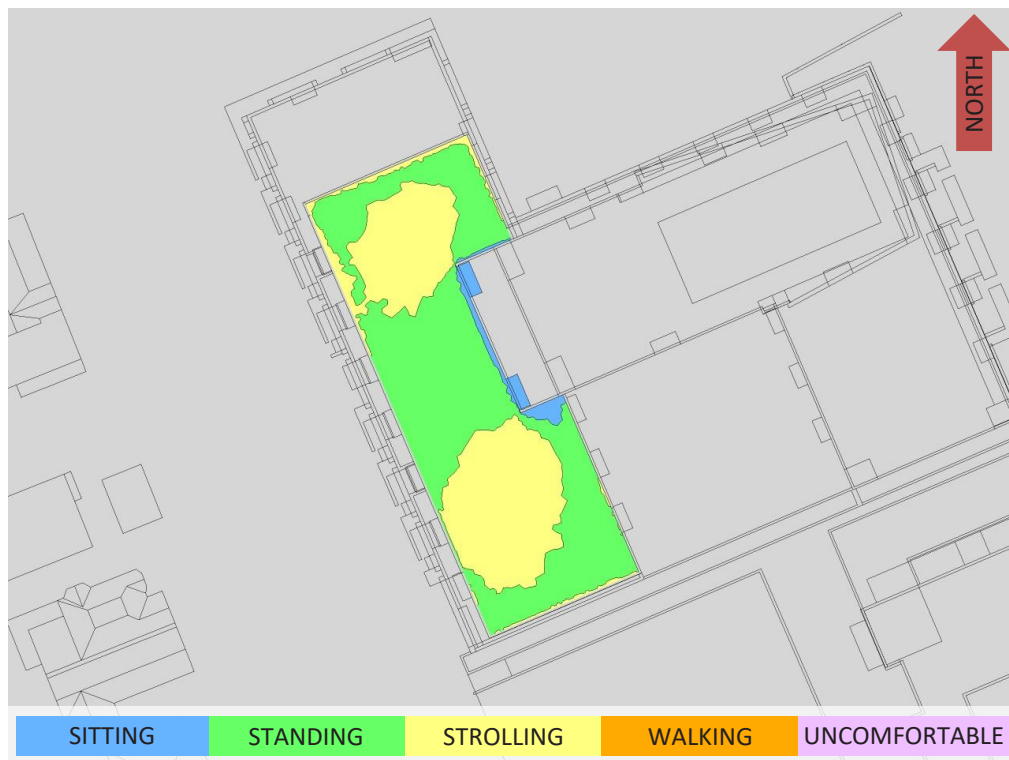 NORTH
SITTING
STANDING
STROLLING
WALKING
UNCOMFORTABLE